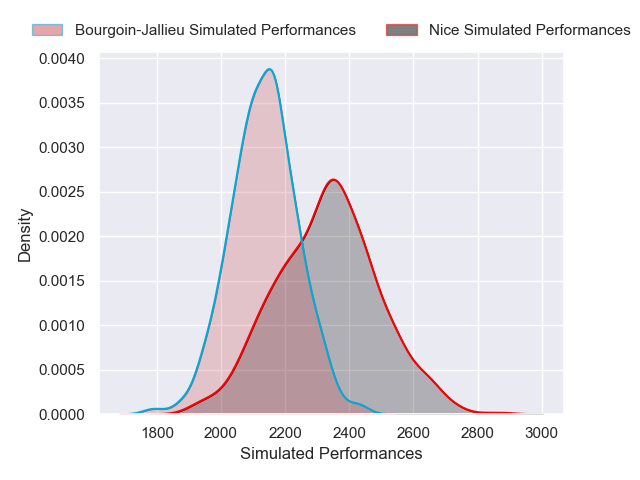 Bourgoin-Jallieu Simulated Performances Nice Simulated Performances
0.0040
0.0035
0.0030
0.0025
0.0020
0.0015
0.0010
0.0005
0.0000
Density
1800 2000 2200 2400 2600 2800 3000
Simulated Performances